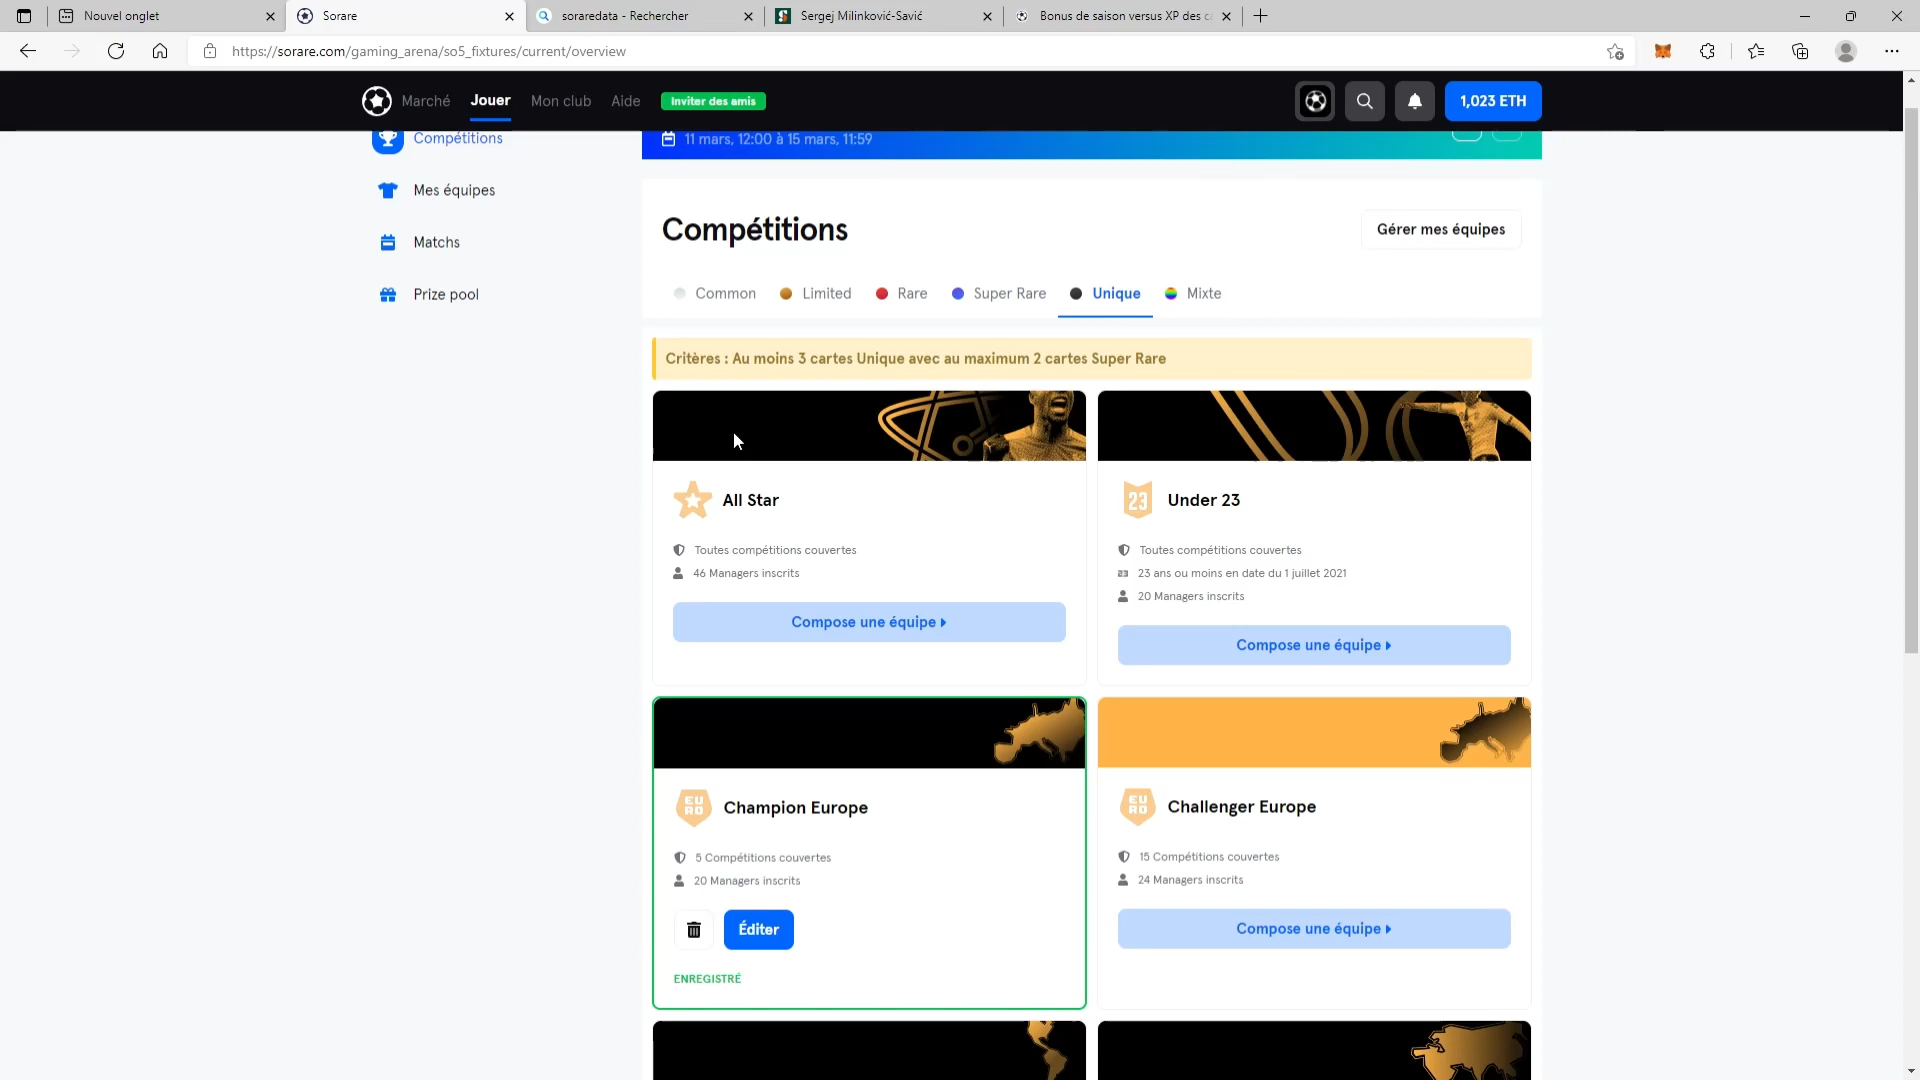 Nouvel onglet
Sorare
soraredata - Rechercher
Sergej Milinković-Savić
Bonus de saison versus XP des c
https://sorare.com/gaming_arena/so5_fixtures/current/overview
Marché
Jouer
Mon club
Aide
Inviter des amis
1,023 ETH
Compétitions
Mes équipes
Matchs
Prize pool
11 mars, 12:00 à 15 mars, 11:59
Compétitions
Gérer mes équipes
Common
Limited
Rare
Super Rare
Unique
Mixte
Critères : Au moins 3 cartes Unique avec au maximum 2 cartes Super Rare
All Star
Toutes compétitions couvertes
46 Managers inscrits
Compose une équipe
23
Under 23
Toutes compétitions couvertes
23 23 ans ou moins en date du 1 juillet 2021
20 Managers inscrits
Compose une équipe
EU
RO
Champion Europe
5 Compétitions couvertes
20 Managers inscrits
Éditer
ENREGISTRÉ
EU
RO
Challenger Europe
15 Compétitions couvertes
24 Managers inscrits
Compose une équipe